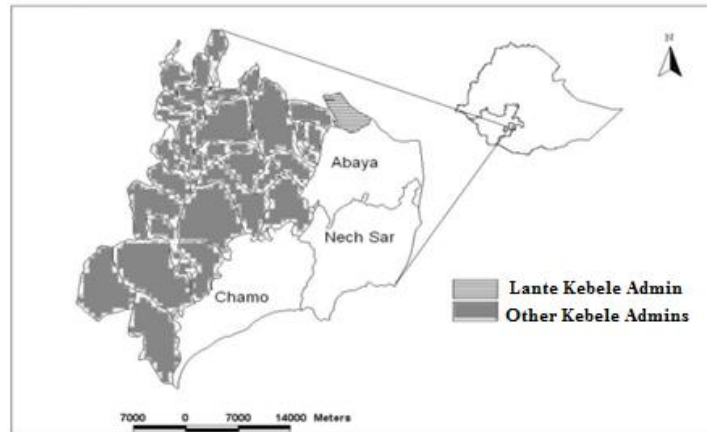 N
Abaya
Nech Sar
Chamo
Lante Kebele Admin
Other Kebele Admins
7000 0 7000 14000 Meters